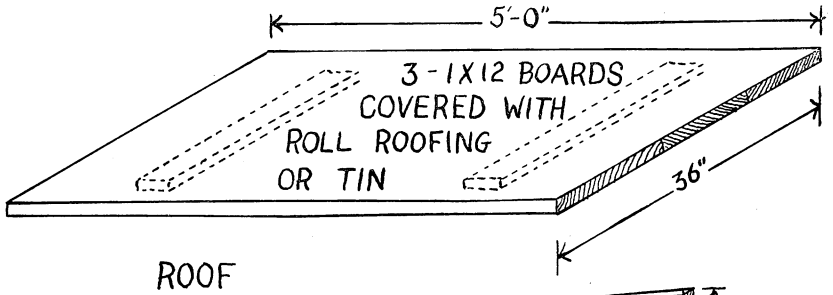 5'-0"
3 - 1X12 BOARDS
COVERED WITH
ROLL ROOFING
OR TIN
36"
ROOF